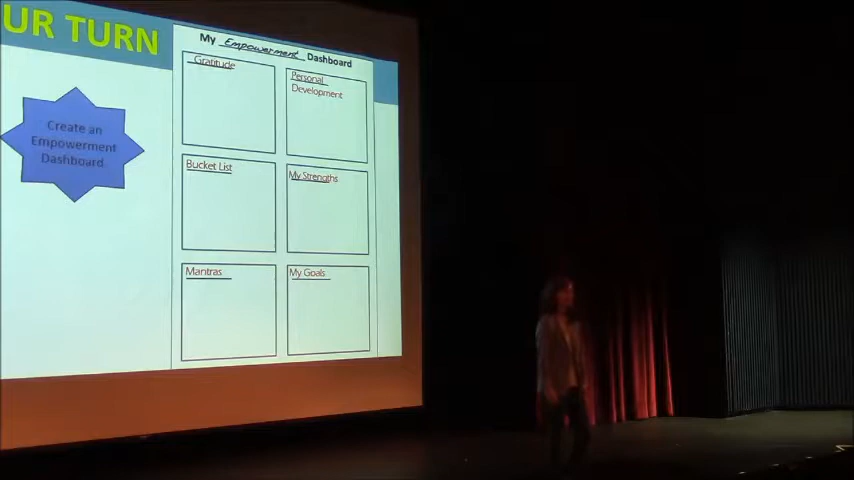 UR TURN
Create an
Empowerment
Dashboard
My Empowerment Dashboard
Gratitude
Personal
Development
Bucket List
My Strengths
Mantras
My Goals